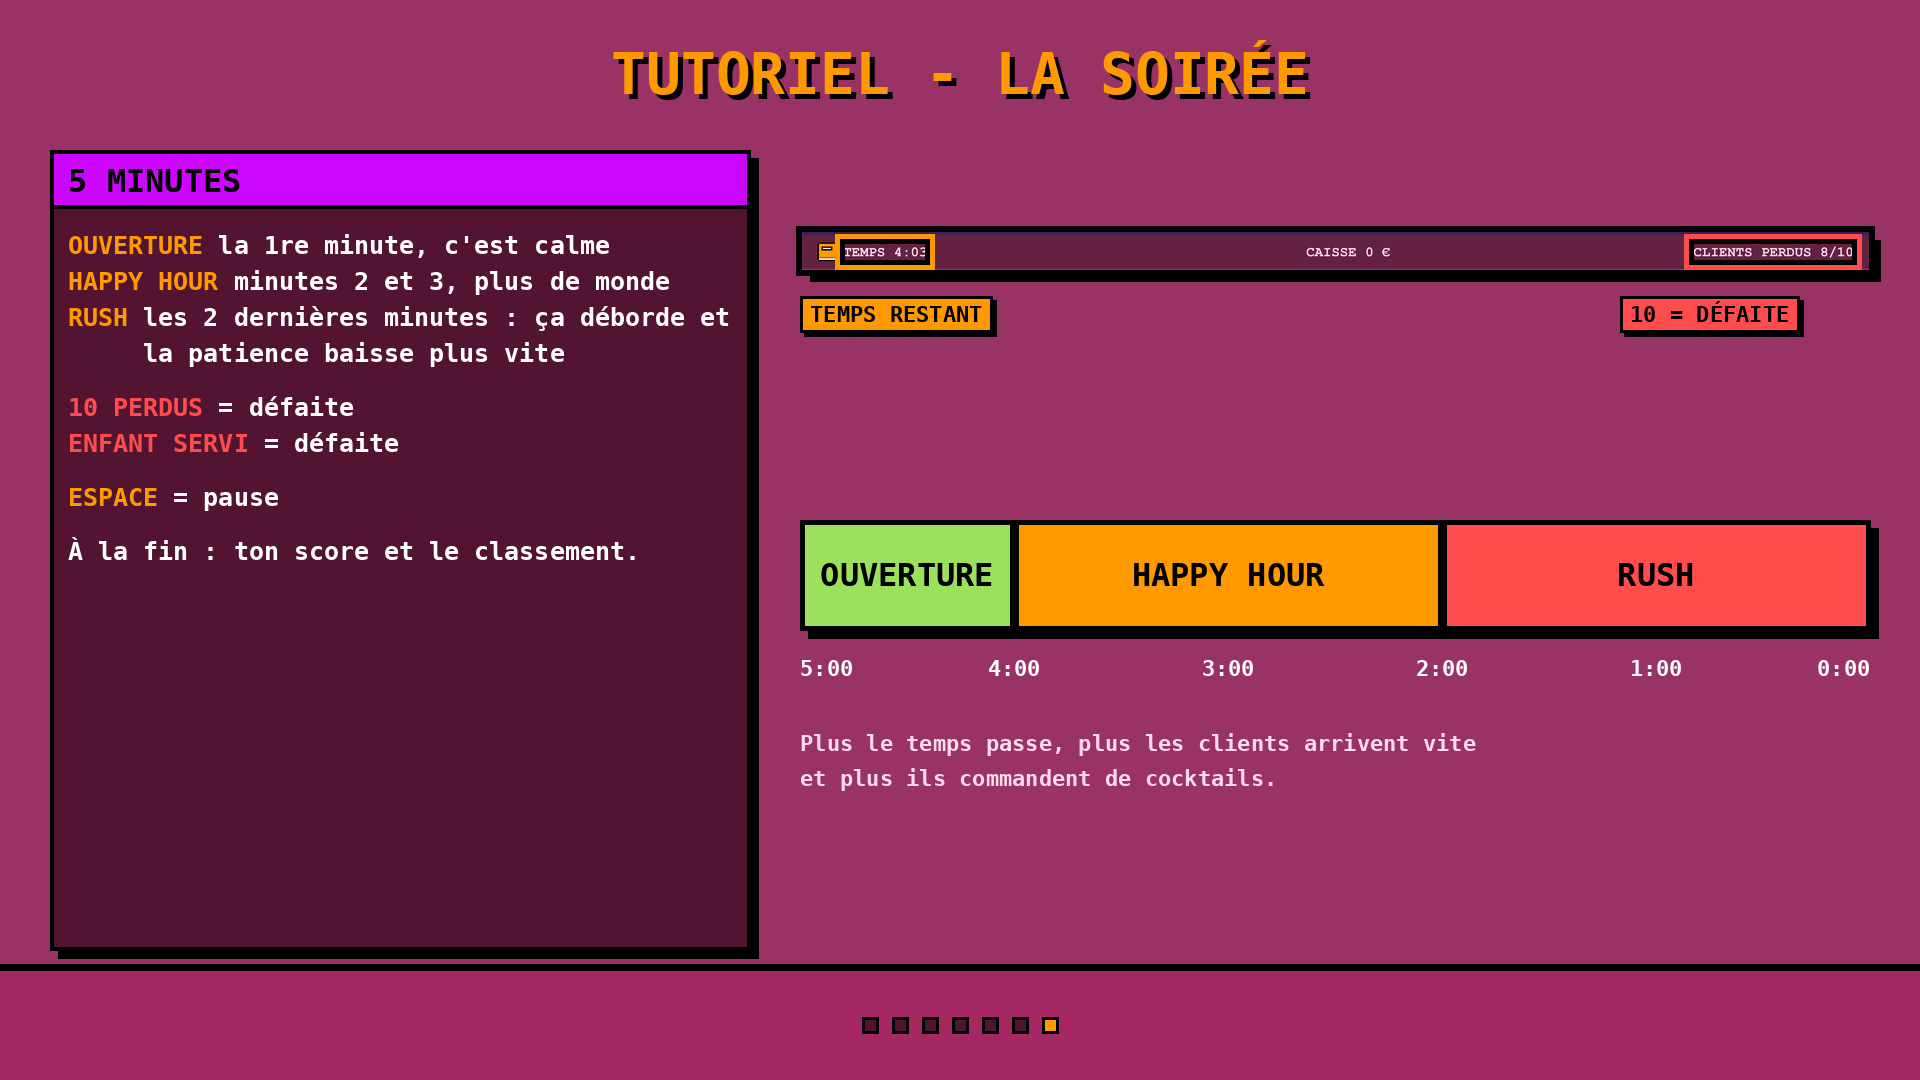 TUTORIEL - LA SOIRÉE
5 MINUTES
OUVERTURE la 1re minute, c'est calme
HAPPY HOUR minutes 2 et 3, plus de monde
RUSH les 2 dernières minutes : ça déborde et
la patience baisse plus vite
10 PERDUS = défaite
ENFANT SERVI = défaite
ESPACE = pause
À la fin : ton score et le classement.
TEMPS 4:03 CAISSE 0 € CLIENTS PERDUS 8/10
TEMPS RESTANT 10 = DÉFAITE
OUVERTURE HAPPY HOUR RUSH
5:00 4:00 3:00 2:00 1:00 0:00
Plus le temps passe, plus les clients arrivent vite
et plus ils commandent de cocktails.